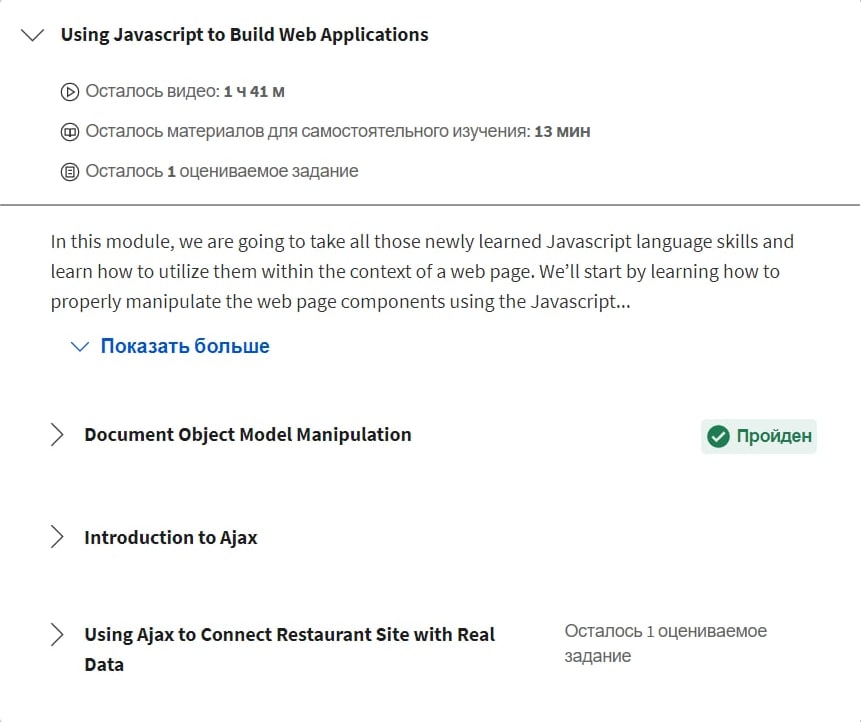 Using Javascript to Build Web Applications
Осталось видео: 1 ч 41 м
Осталось материалов для самостоятельного изучения: 13 мин
Осталось 1 оцениваемое задание
In this module, we are going to take all those newly learned Javascript language skills and
learn how to utilize them within the context of a web page. We’ll start by learning how to
properly manipulate the web page components using the Javascript...
Показать больше
Document Object Model Manipulation
Пройден
Introduction to Ajax
Using Ajax to Connect Restaurant Site with Real
Data
Осталось 1 оцениваемое
задание